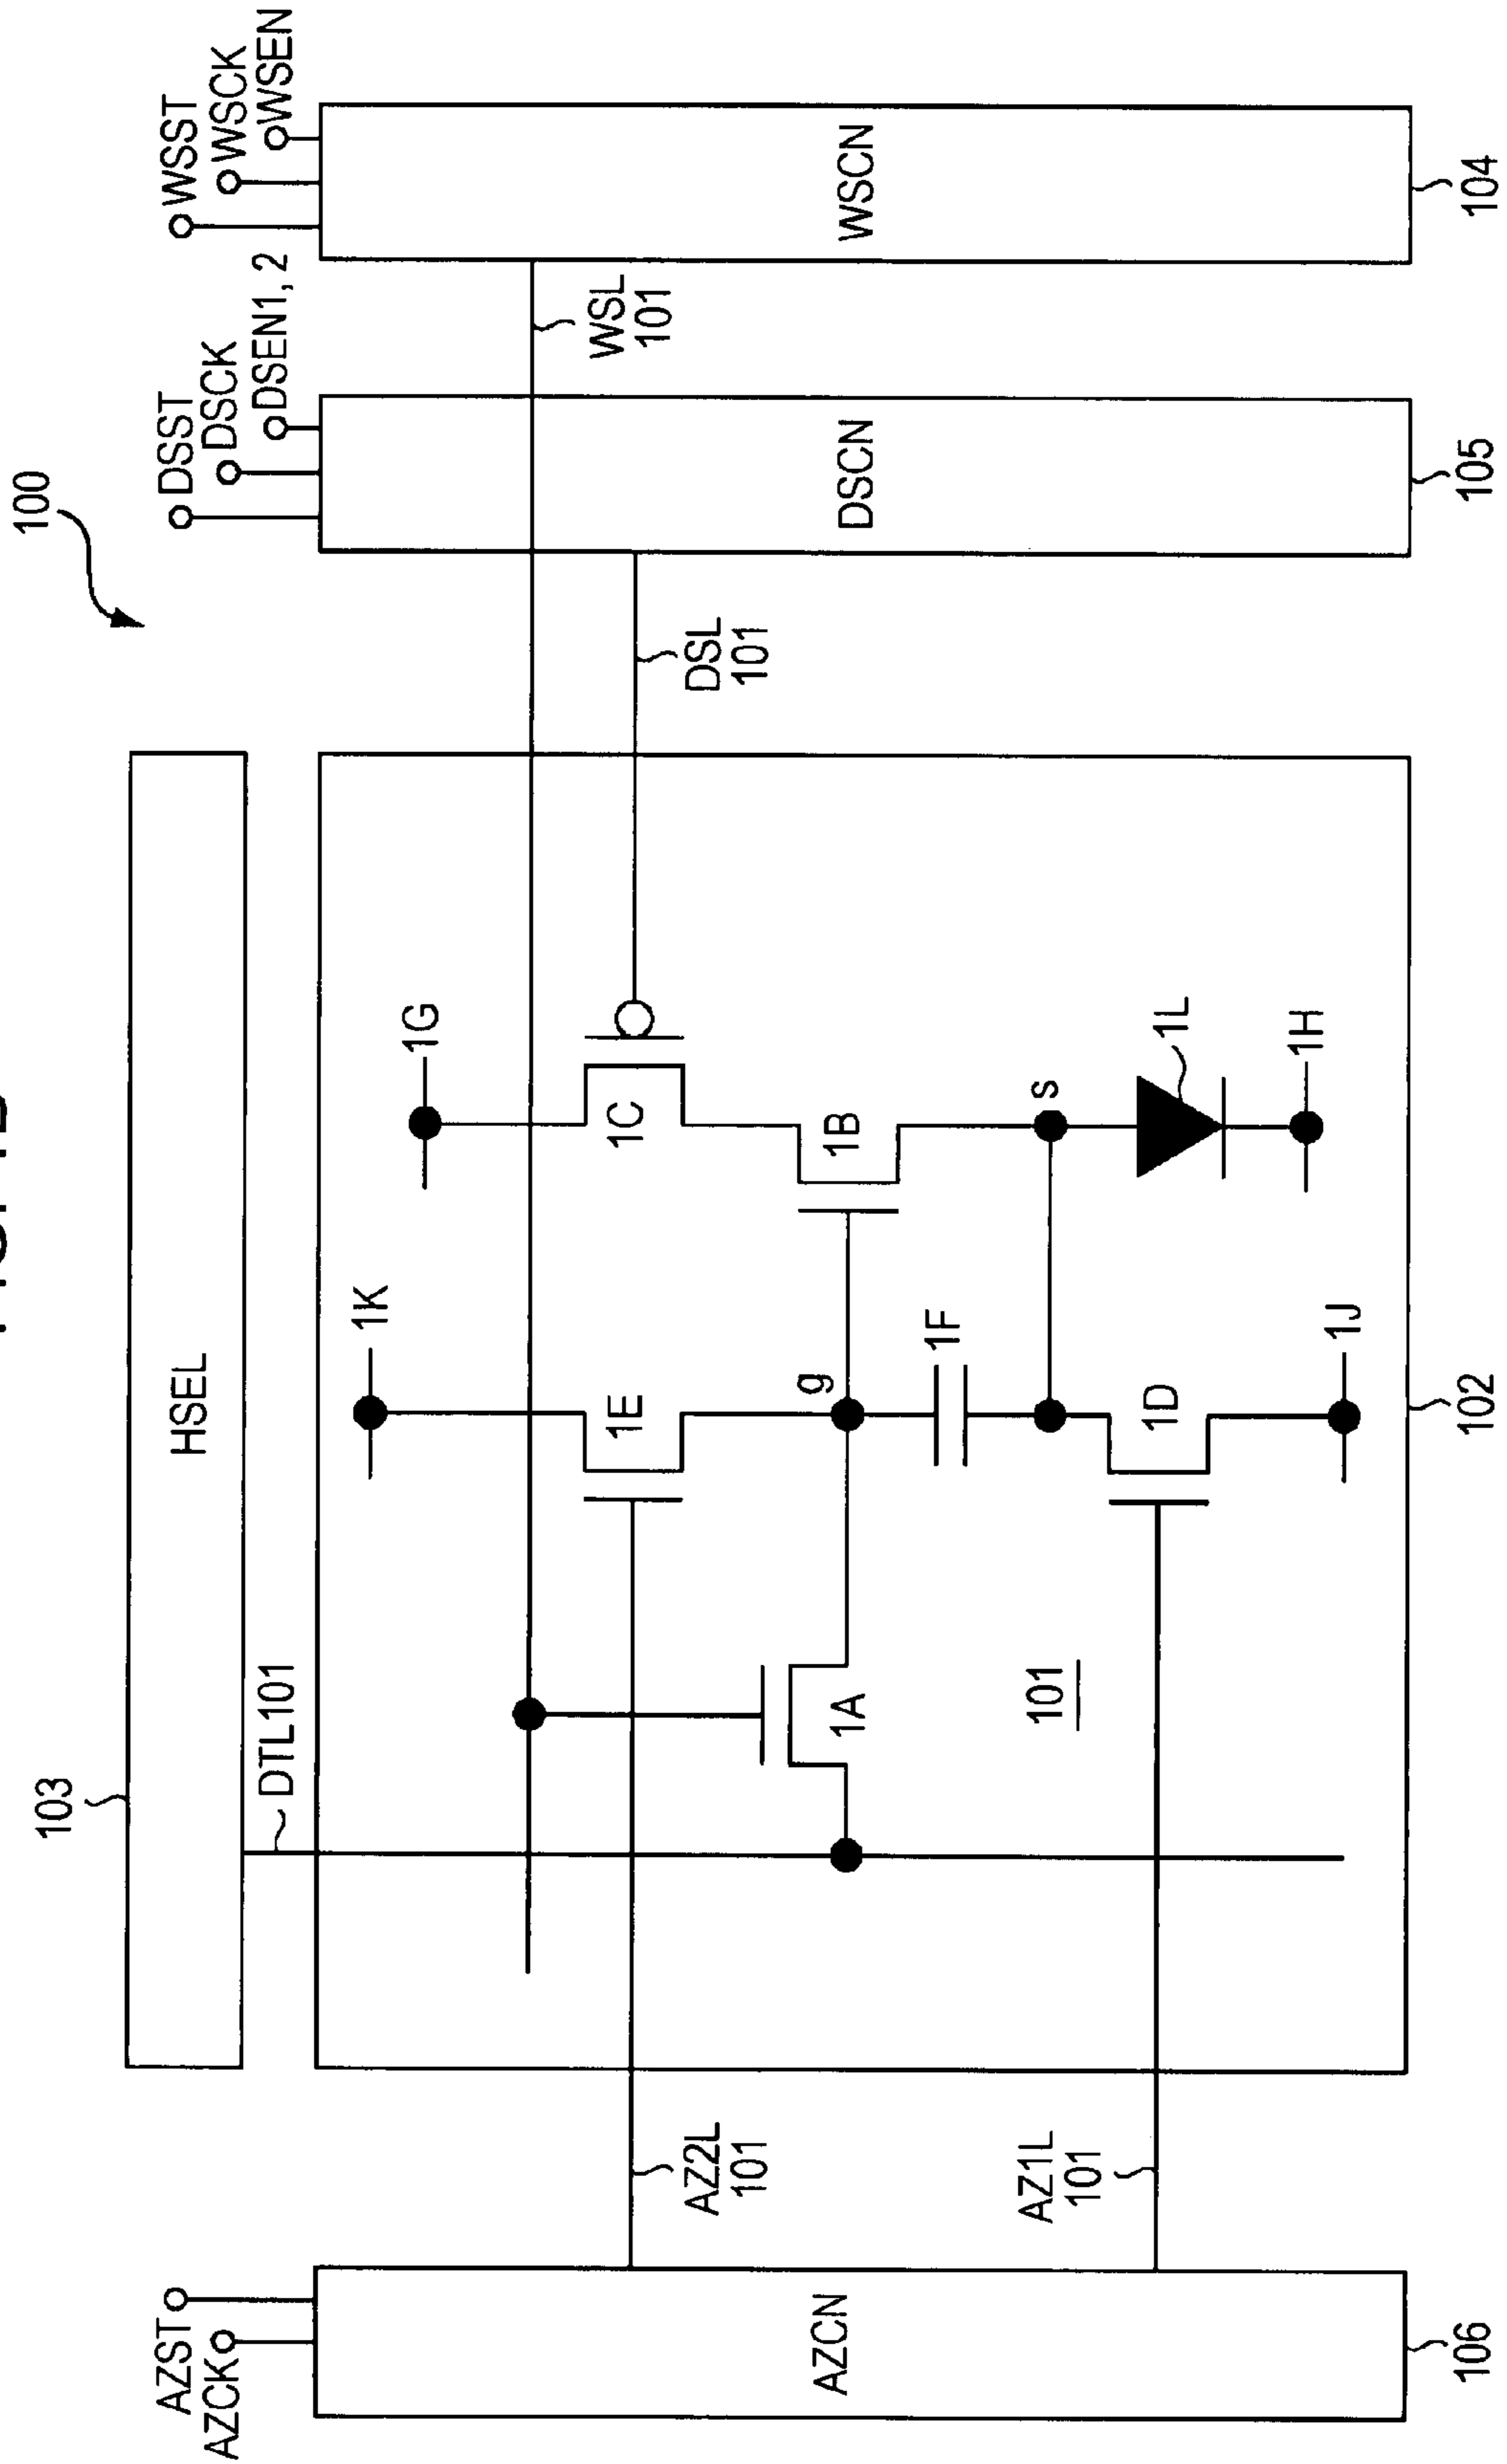 100
103
HSEL
DTL101
DSST
DSCK
DSEN1, 2
WSST
WSCK
WSEN
AZST
AZCK
WSL
101
DSL
101
AZ2L
101
AZ1L
101
AZCN
DSCN
WSCN
1K
1G
1E
1C
g
1B
1A
1F
s
101
1D
1L
1J
1H
106
102
105
104